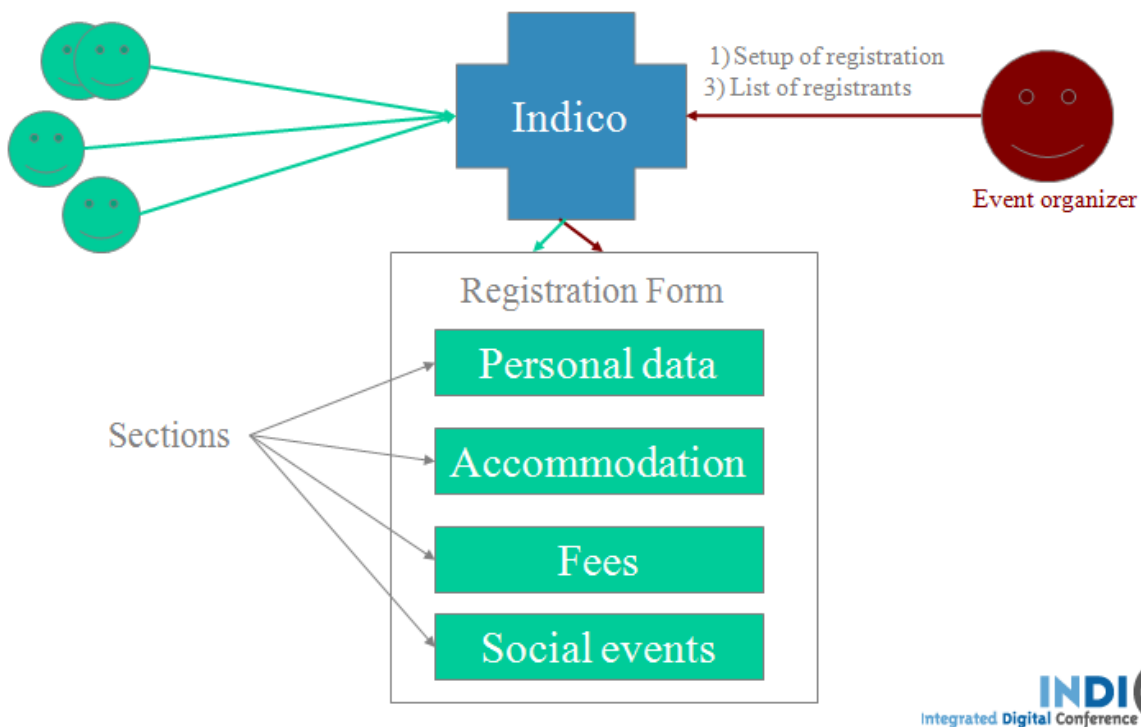 1) Setup of registration
3) List of registrants
Indico
Event organizer
Registration Form
Personal data
Sections
Accommodation
Fees
Social events
INDI
Integrated Digital Conference